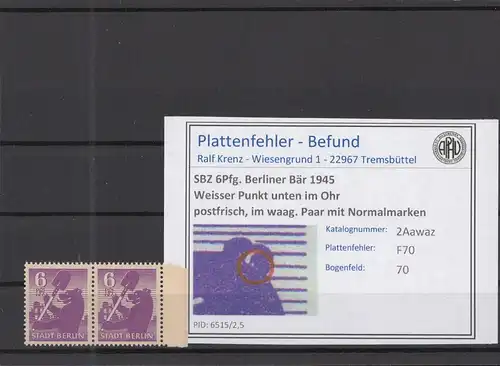 Plattenfehler - Befund
Ralf Krenz - Wiesengrund 1 - 22967 Tremsbüttel
SBZ 6Pfg. Berliner Bär 1945
Weisser Punkt unten im Ohr
postfrisch, im waag. Paar mit Normalmarken
Katalognummer: 2Aawaz
Plattenfehler: F70
Bogenfeld: 70
PID: 6515/2,5
6 6
STADT BERLIN STADT BERLIN